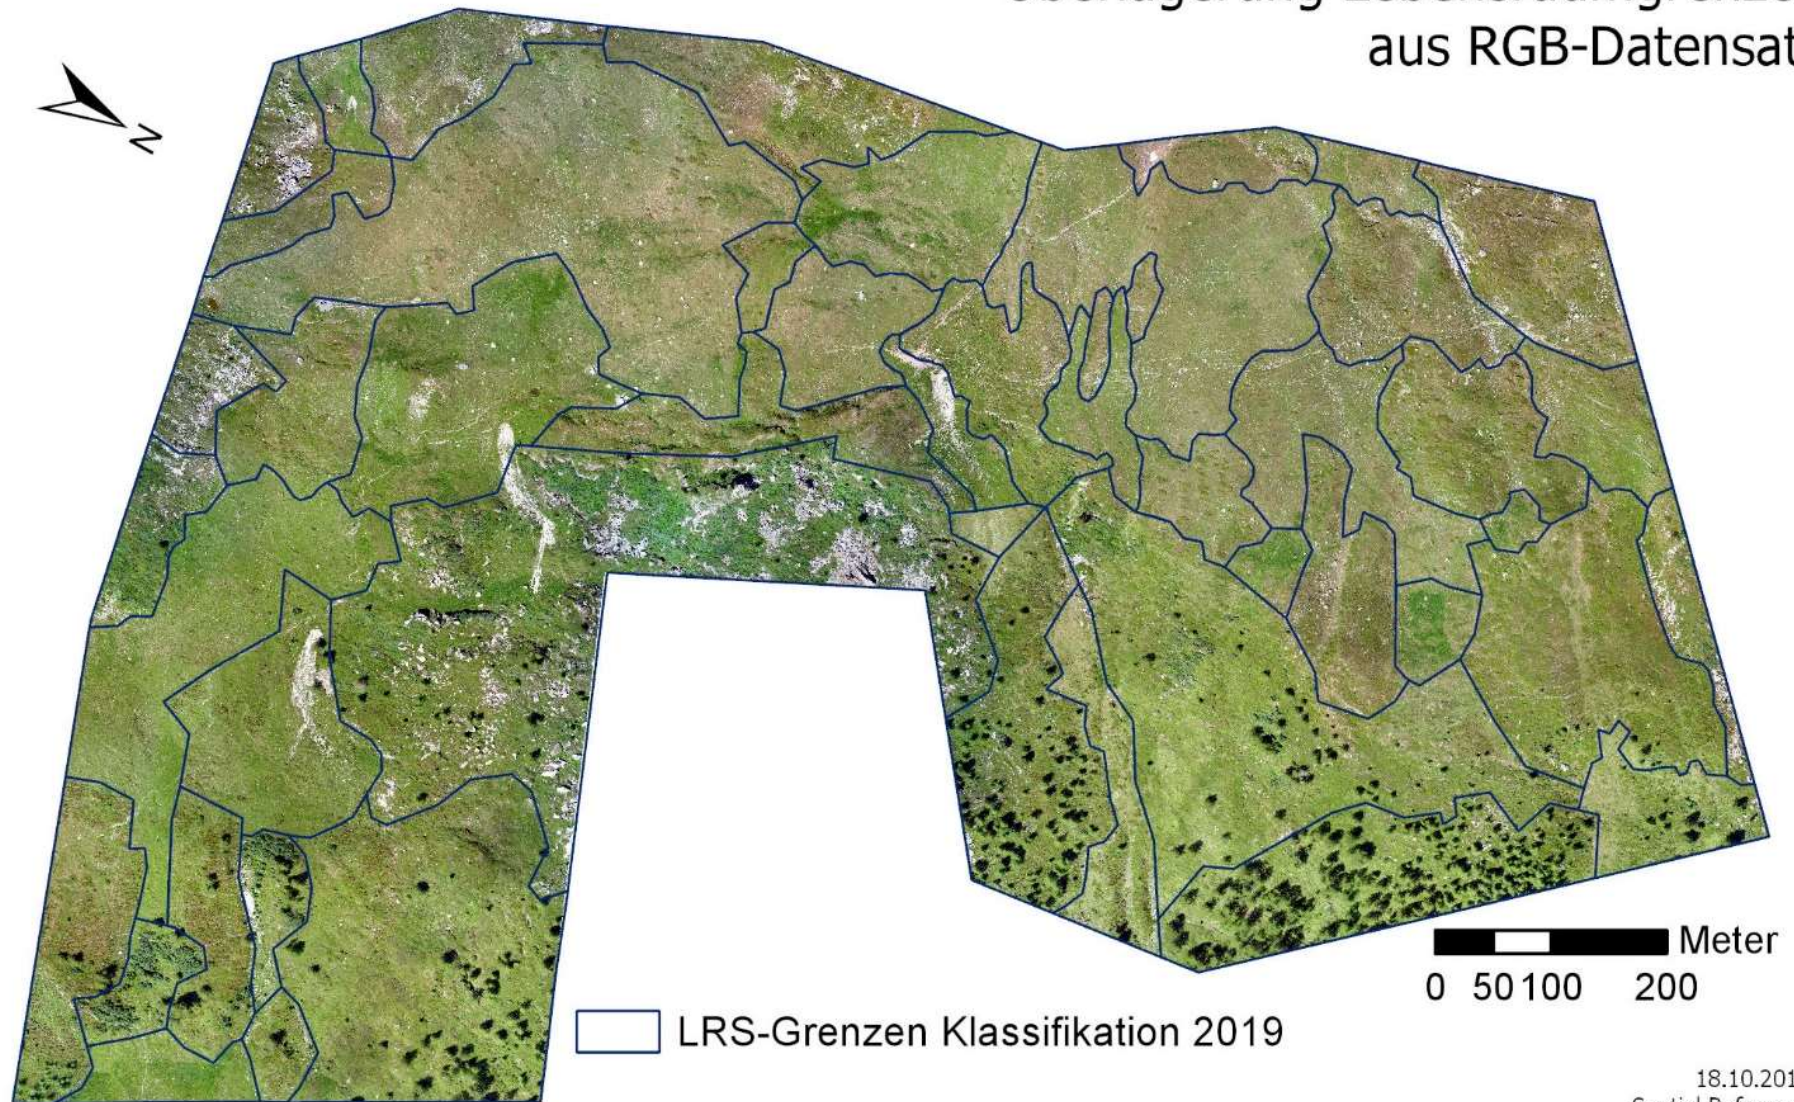 aus RGB-Datensat
N
Meter
0 50 100 200
LRS-Grenzen Klassifikation 2019
18.10.201